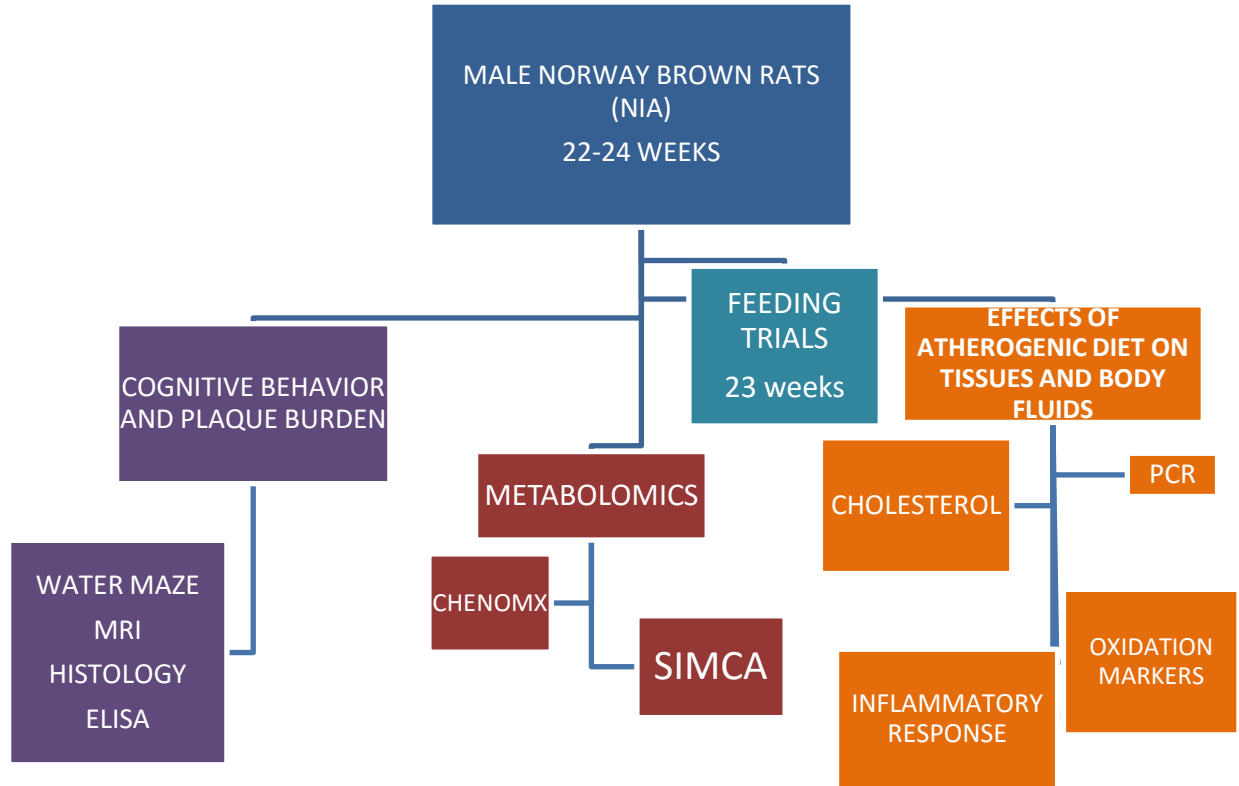 MALE NORWAY BROWN RATS
(NIA)
22-24 WEEKS
FEEDING
TRIALS
23 weeks
EFFECTS OF
ATHEROGENIC DIET ON
TISSUES AND BODY
FLUIDS
COGNITIVE BEHAVIOR
AND PLAQUE BURDEN
METABOLOMICS
CHOLESTEROL
PCR
WATER MAZE
MRI
HISTOLOGY
ELISA
CHENOMX
SIMCA
INFLAMMATORY
RESPONSE
OXIDATION
MARKERS